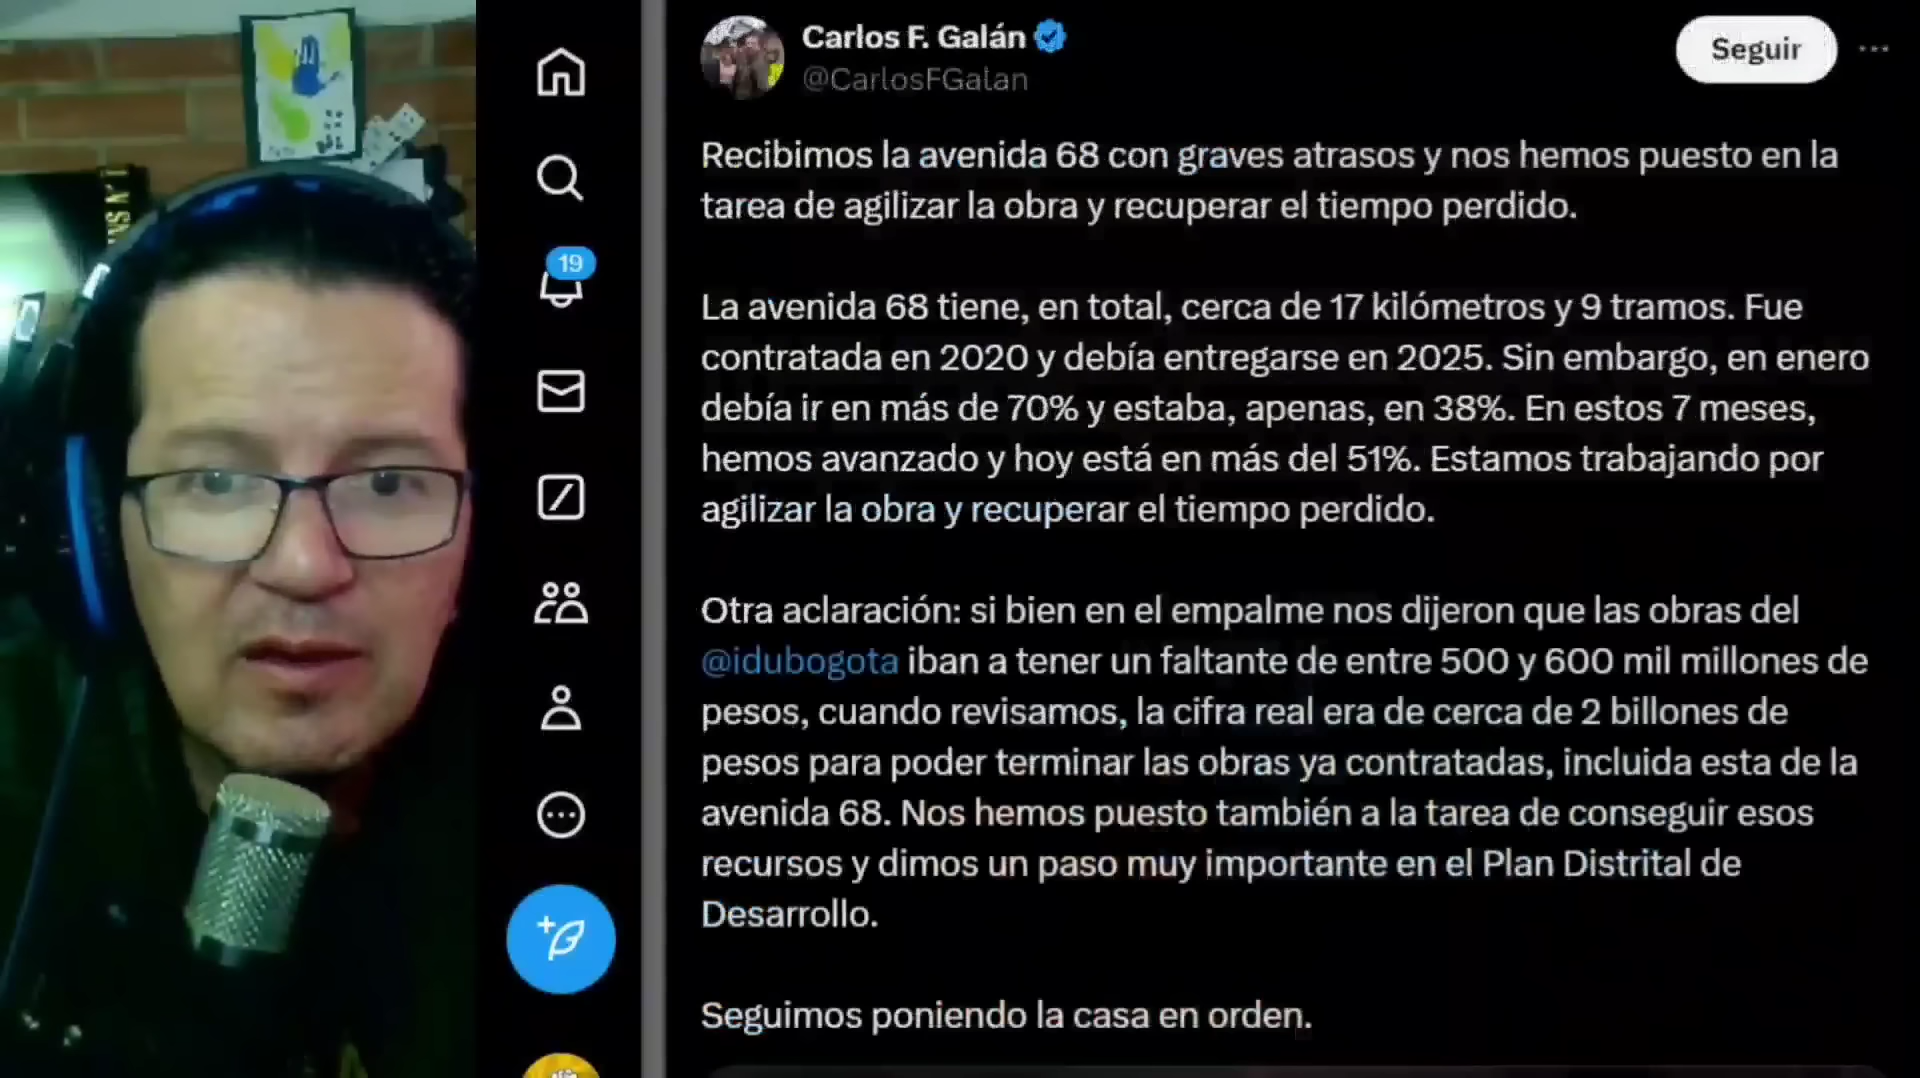 Carlos F. Galán
@CarlosFGalan
Seguir
19
Recibimos la avenida 68 con graves atrasos y nos hemos puesto en la
tarea de agilizar la obra y recuperar el tiempo perdido.
La avenida 68 tiene, en total, cerca de 17 kilómetros y 9 tramos. Fue
contratada en 2020 y debía entregarse en 2025. Sin embargo, en enero
debía ir en más de 70% y estaba, apenas, en 38%. En estos 7 meses,
hemos avanzado y hoy está en más del 51%. Estamos trabajando por
agilizar la obra y recuperar el tiempo perdido.
Otra aclaración: si bien en el empalme nos dijeron que las obras del
@idubogota iban a tener un faltante de entre 500 y 600 mil millones de
pesos, cuando revisamos, la cifra real era de cerca de 2 billones de
pesos para poder terminar las obras ya contratadas, incluida esta de la
avenida 68. Nos hemos puesto también a la tarea de conseguir esos
recursos y dimos un paso muy importante en el Plan Distrital de
Desarrollo.
Seguimos poniendo la casa en orden.